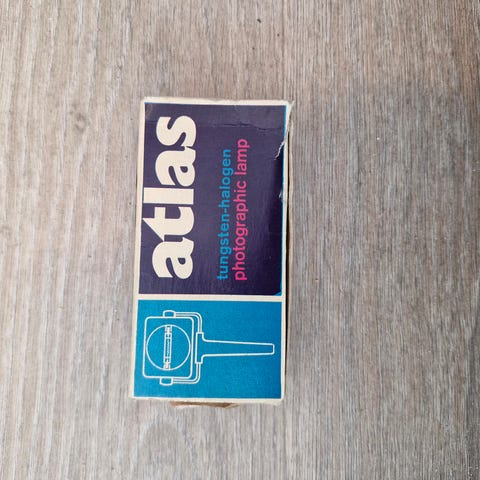 atlas
tungsten-halogen
photographic lamp